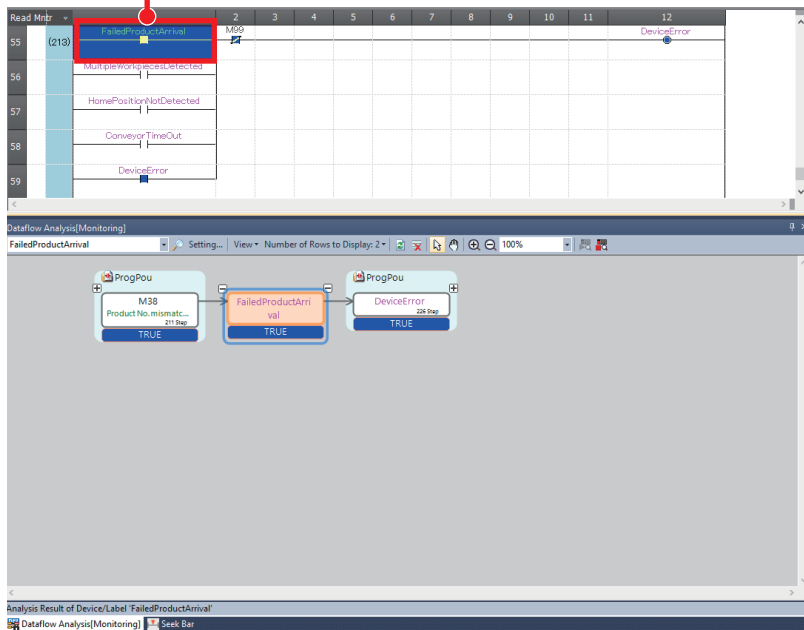 Read Mntr 2 3 4 5 6 7 8 9 10 11 12
FailedProductArrival M99 DeviceError
55 (213)
MultipleWorkpiecesDetected
56
HomePositionNotDetected
57
ConveyorTimeOut
58
DeviceError
59
Dataflow Analysis[Monitoring]
FailedProductArrival Setting... View Number of Rows to Display: 2 100%
ProgPou ProgPou
M38 FailedProductArri DeviceError
Product No.mismatc... val 226 Step
211 Step
TRUE TRUE TRUE
Analysis Result of Device/Label 'FailedProductArrival'
Dataflow Analysis[Monitoring] Seek Bar